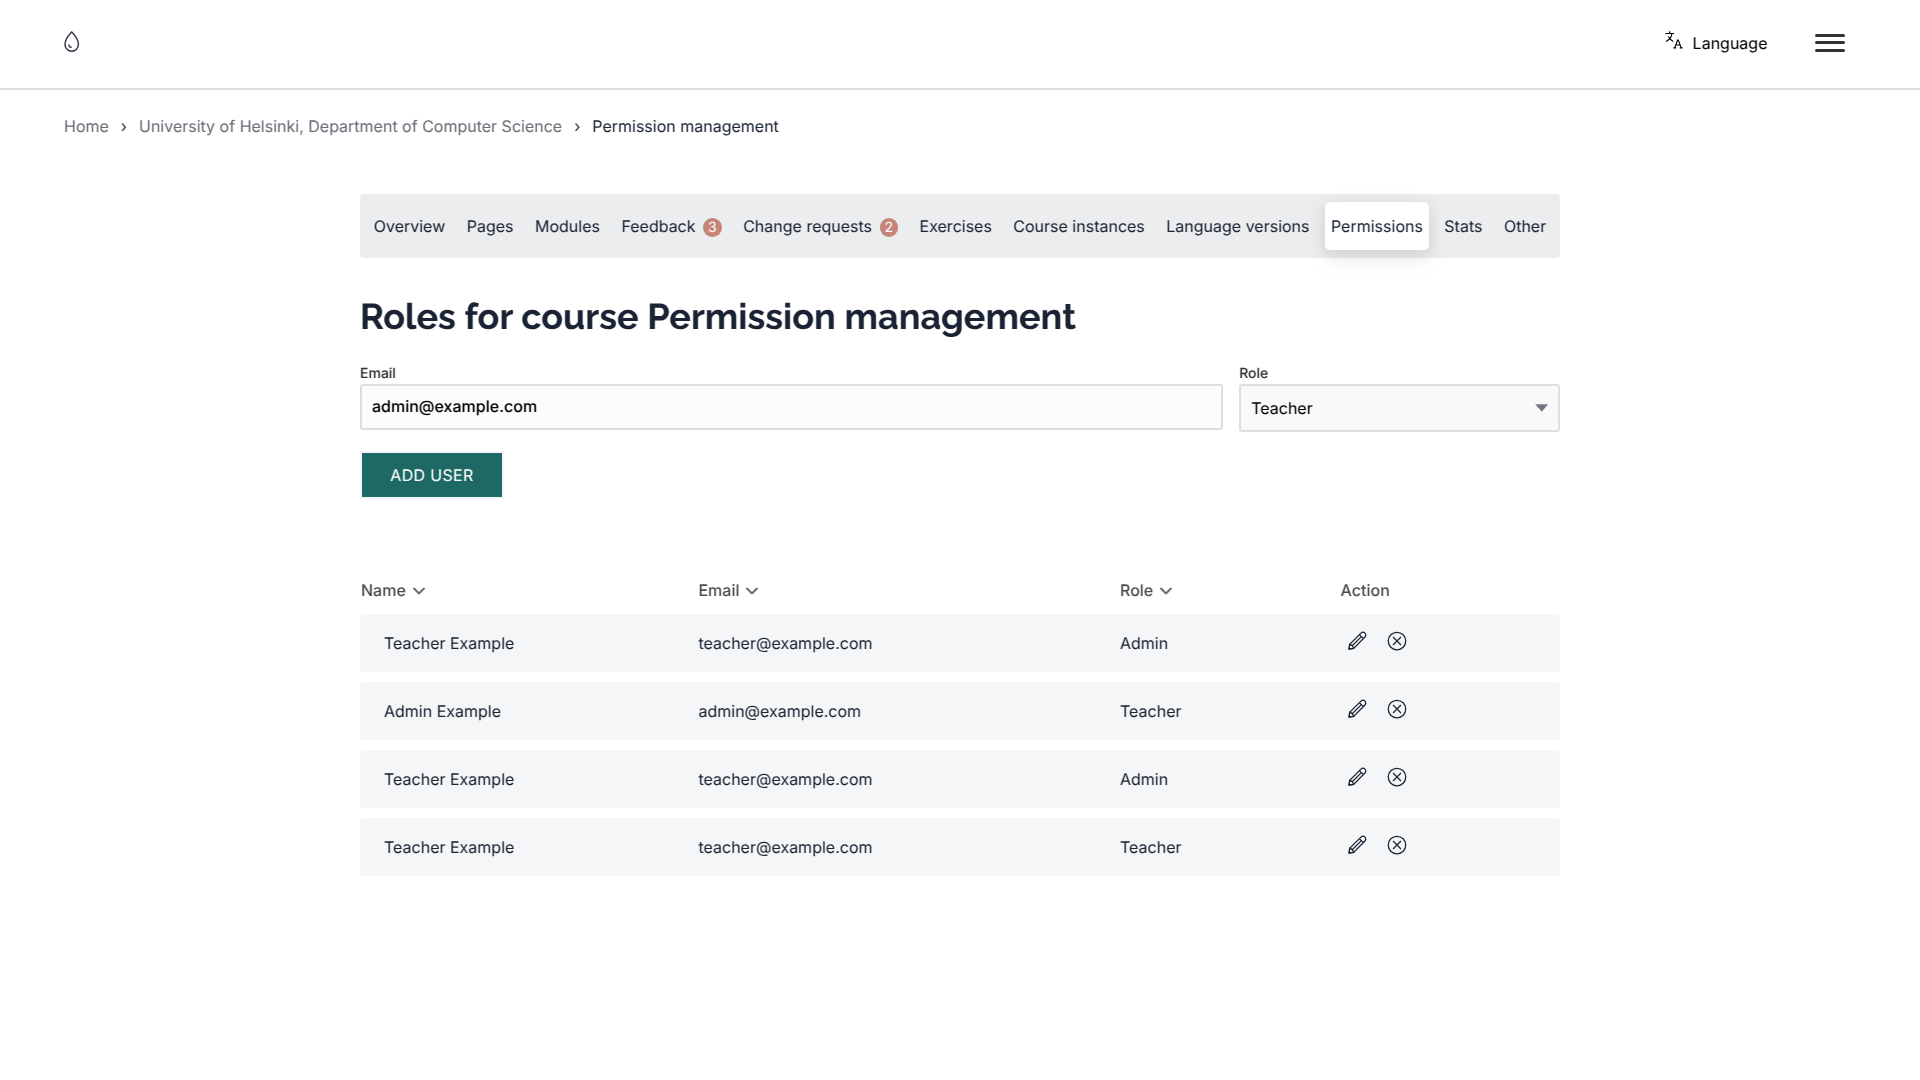 Language
Home › University of Helsinki, Department of Computer Science › Permission management
Overview Pages Modules Feedback 3 Change requests 2 Exercises Course instances Language versions Permissions Stats Other
Roles for course Permission management
Email Role
admin@example.com Teacher
ADD USER
Name Email Role Action
Teacher Example teacher@example.com Admin
Admin Example admin@example.com Teacher
Teacher Example teacher@example.com Admin
Teacher Example teacher@example.com Teacher